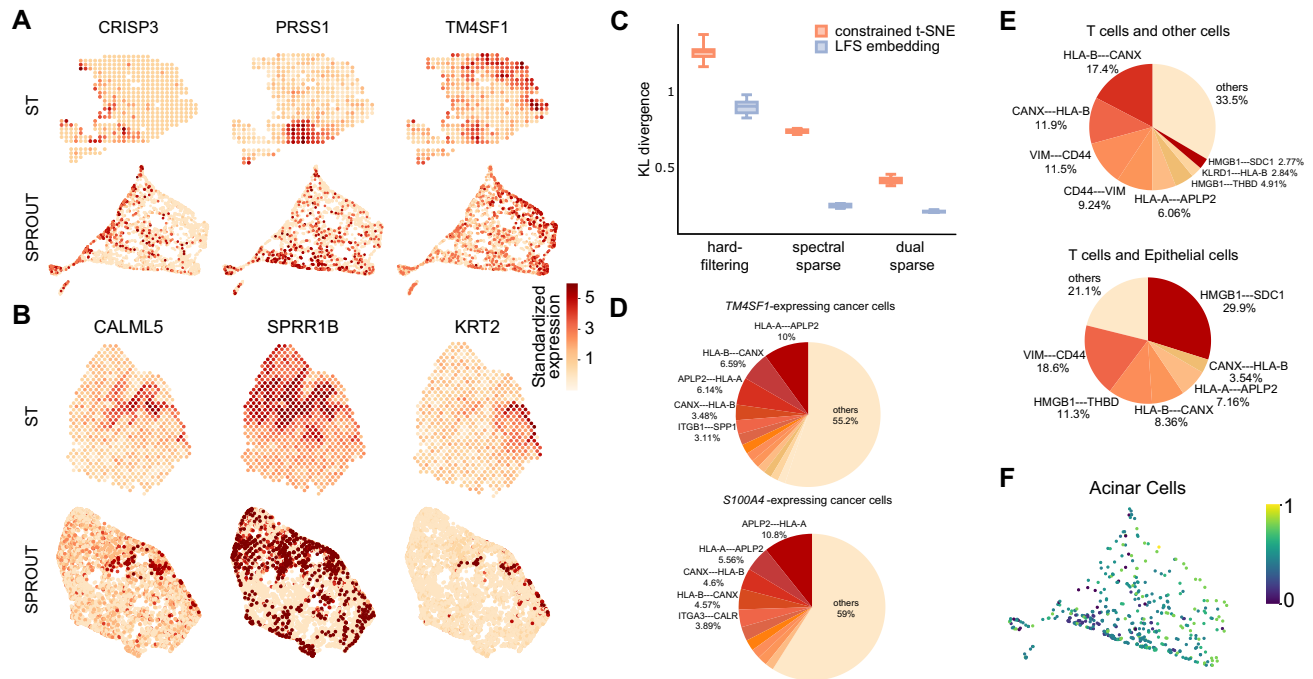 A
CRISP3
PRSS1
TM4SF1
ST
SPROUT
B
CALML5
SPRR1B
KRT2
Standardized
expression
5
3
1
ST
SPROUT
C
constrained t-SNE
LFS embedding
KL divergence
1
0.5
hard-
filtering
spectral
sparse
dual
sparse
D
TM4SF1-expressing cancer cells
HLA-A---APLP2
10%
HLA-B---CANX
6.59%
APLP2---HLA-A
6.14%
CANX---HLA-B
3.48%
ITGB1---SPP1
3.11%
others
55.2%
S100A4 -expressing cancer cells
APLP2---HLA-A
10.8%
HLA-A---APLP2
5.56%
CANX---HLA-B
4.6%
HLA-B---CANX
4.57%
ITGA3---CALR
3.89%
others
59%
E
T cells and other cells
HLA-B---CANX
17.4%
CANX---HLA-B
11.9%
VIM---CD44
11.5%
CD44---VIM
9.24%
HLA-A---APLP2
6.06%
HMGB1---THBD 4.91%
KLRD1---HLA-B 2.84%
HMGB1---SDC1 2.77%
others
33.5%
T cells and Epithelial cells
others
21.1%
HMGB1---SDC1
29.9%
VIM---CD44
18.6%
CANX---HLA-B
3.54%
HLA-A---APLP2
7.16%
HMGB1---THBD
11.3%
HLA-B---CANX
8.36%
F
Acinar Cells
1
0